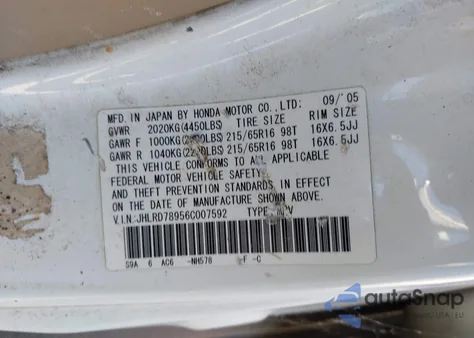 MFD. IN JAPAN BY HONDA MOTOR CO., LTD: 09/'05
GVWR 2020KG(4450LBS) TIRE SIZE RIM SIZE
GAWR F 1000KG( LBS) 215/65R16 98T 16X6.5JJ
GAWR R 1040KG( LBS) 215/65R16 98T 16X6.5JJ
THIS VEHICLE CONFORMS TO ALL APPLICABLE
FEDERAL MOTOR VEHICLE SAFETY
AND THEFT PREVENTION STANDARDS IN EFFECT
ON THE DATE OF MANUFACTURE SHOWN ABOVE.
V.I.N.:JHLRD78956C007592 TYPE:
S9A 6 AC6 -NH578 -F -C
autoSnap